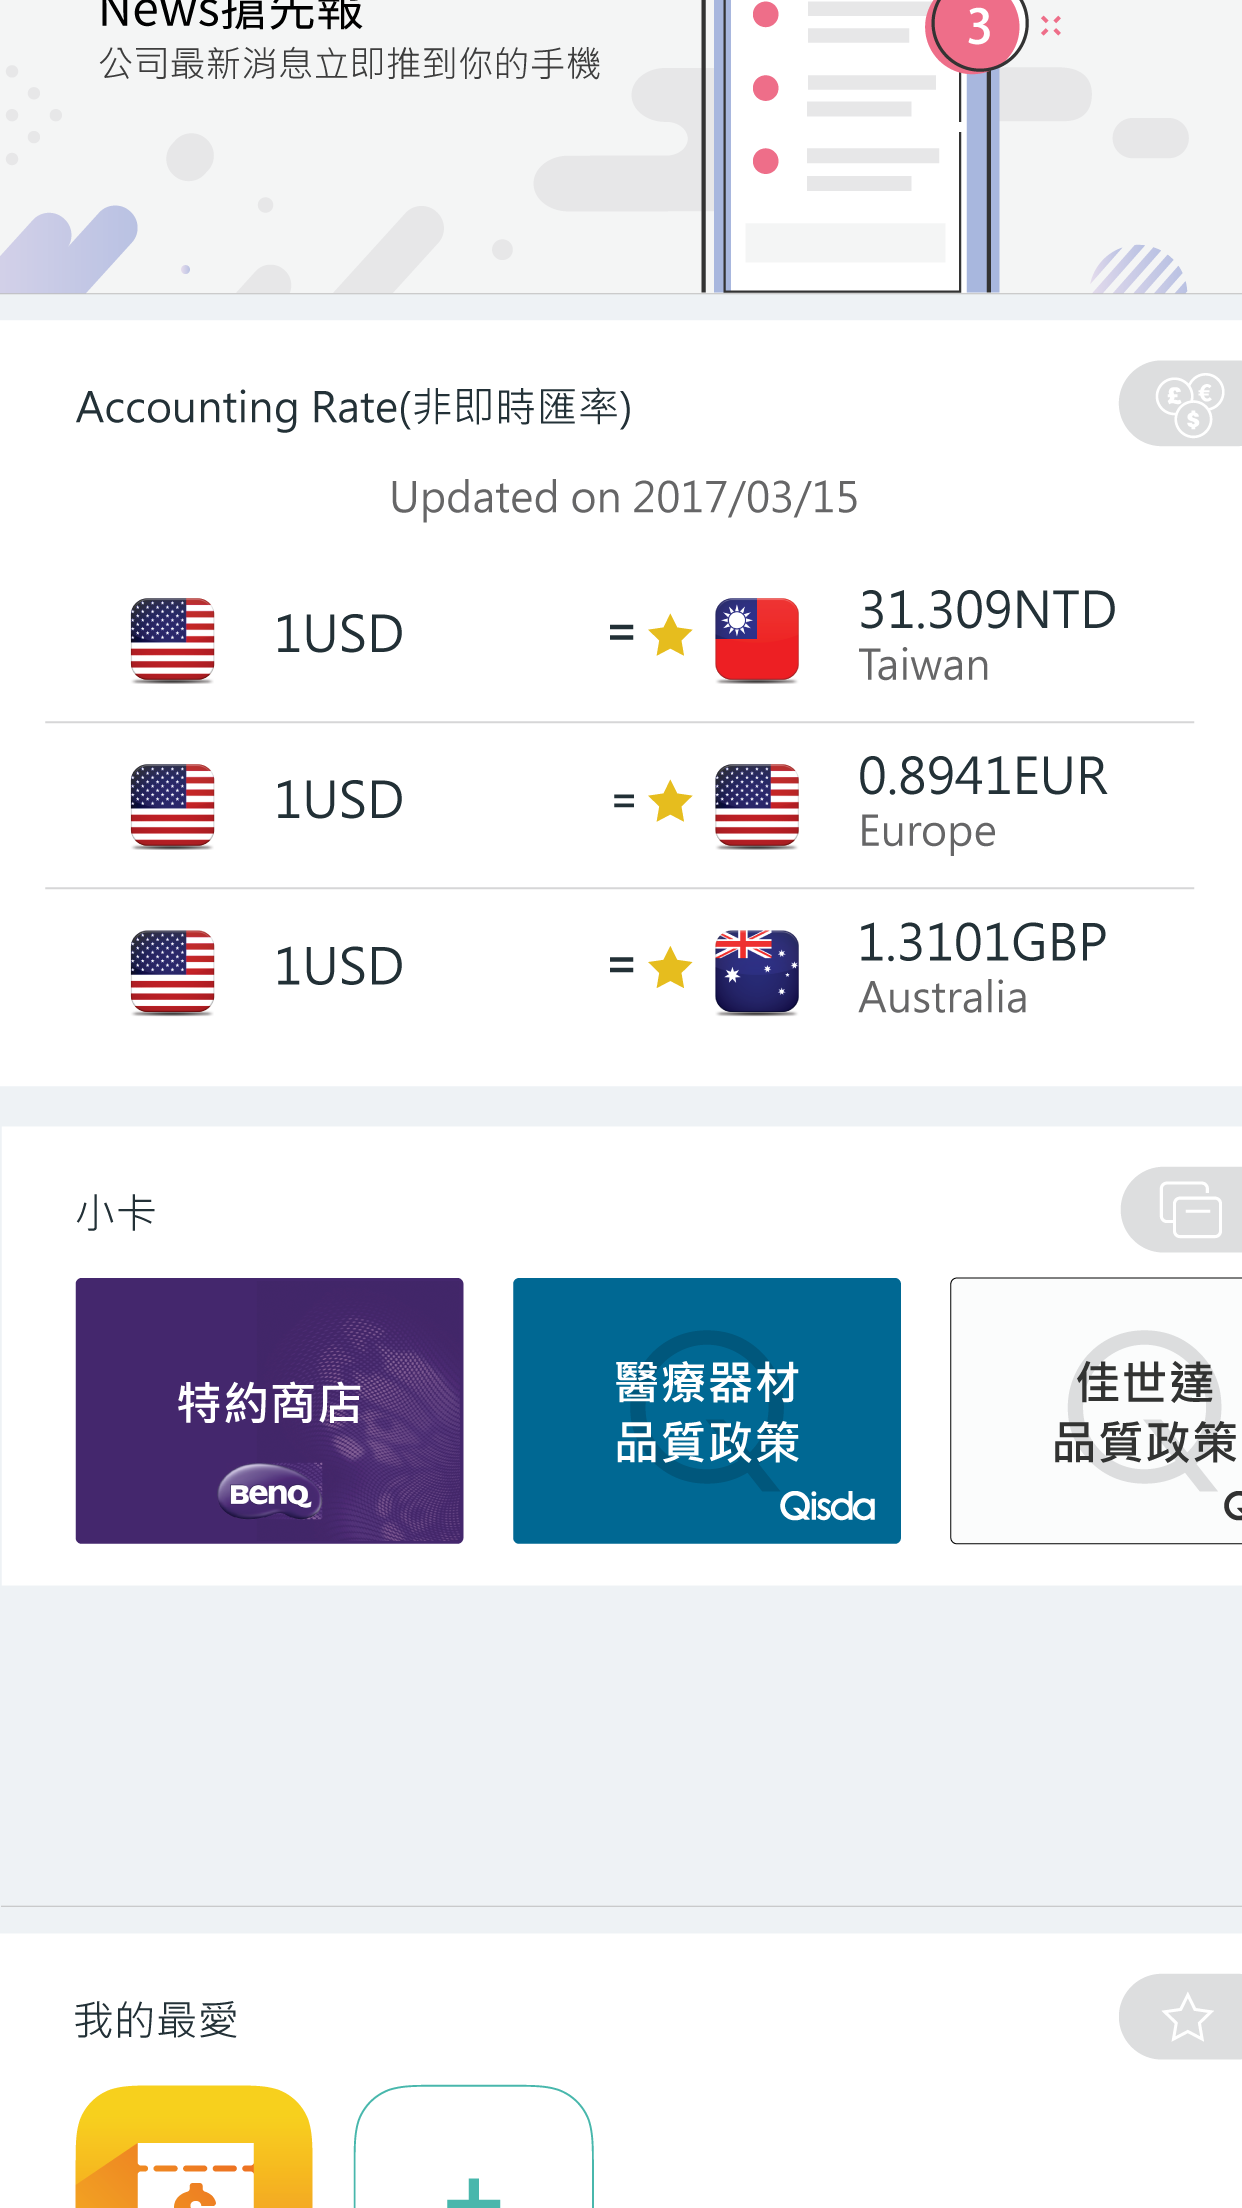 News搶先報
公司最新消息立即推到你的手機
3
Accounting Rate(非即時匯率)
Updated on 2017/03/15
1USD = 31.309NTD
Taiwan
1USD = 0.8941EUR
Europe
1USD = 1.3101GBP
Australia
小卡
特約商店
BenQ
醫療器材
品質政策
Qisda
佳世達
品質政策
Q
我的最愛